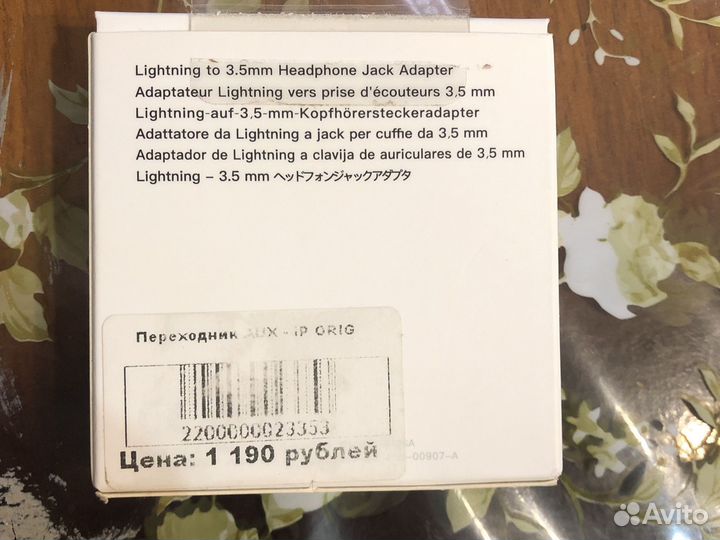 Lightning to 3.5mm Headphone Jack Adapter
Adaptateur Lightning vers prise d'écouteurs 3,5 mm
Lightning-auf-3,5-mm-Kopfhörersteckeradapter
Adattatore da Lightning a jack per cuffie da 3,5 mm
Adaptador de Lightning a clavija de auriculares de 3,5 mm
Lightning – 3.5 mm ヘッドフォンジャックアダプタ
Переходник AUX - iP ORIG
2200000023353
Цена: 1 190 рублей
-00907-A
Avito